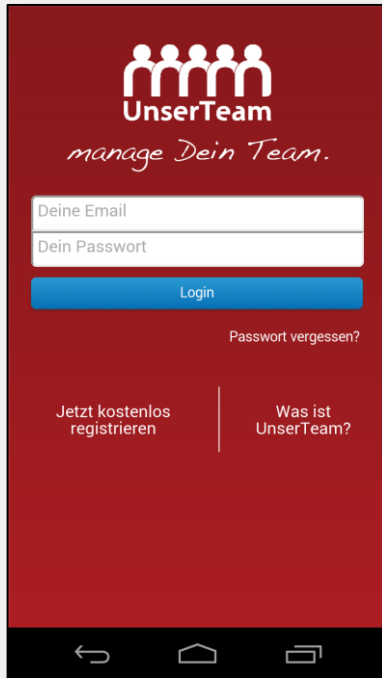 UnserTeam
manage Dein Team.
Deine Email
Dein Passwort
Login
Passwort vergessen?
Jetzt kostenlos
registrieren
Was ist
UnserTeam?